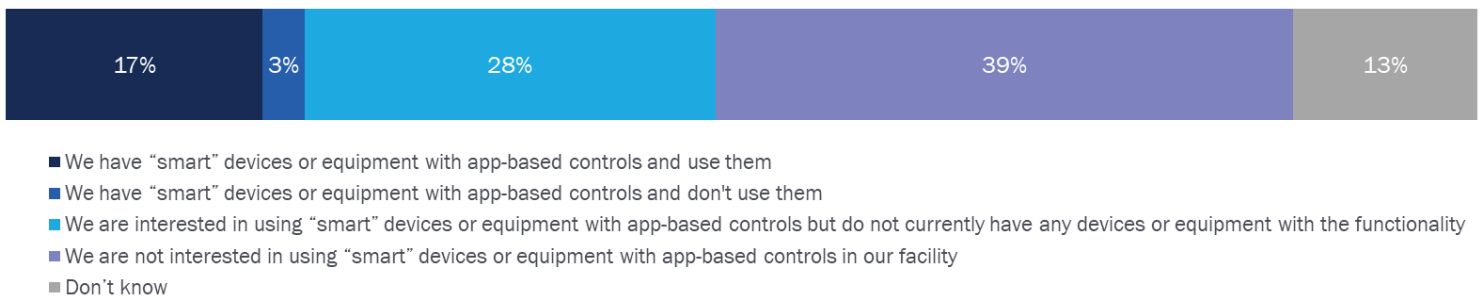 17% 3% 28% 39% 13%
We have “smart” devices or equipment with app-based controls and use them
We have “smart” devices or equipment with app-based controls and don't use them
We are interested in using “smart” devices or equipment with app-based controls but do not currently have any devices or equipment with the functionality
We are not interested in using “smart” devices or equipment with app-based controls in our facility
Don’t know